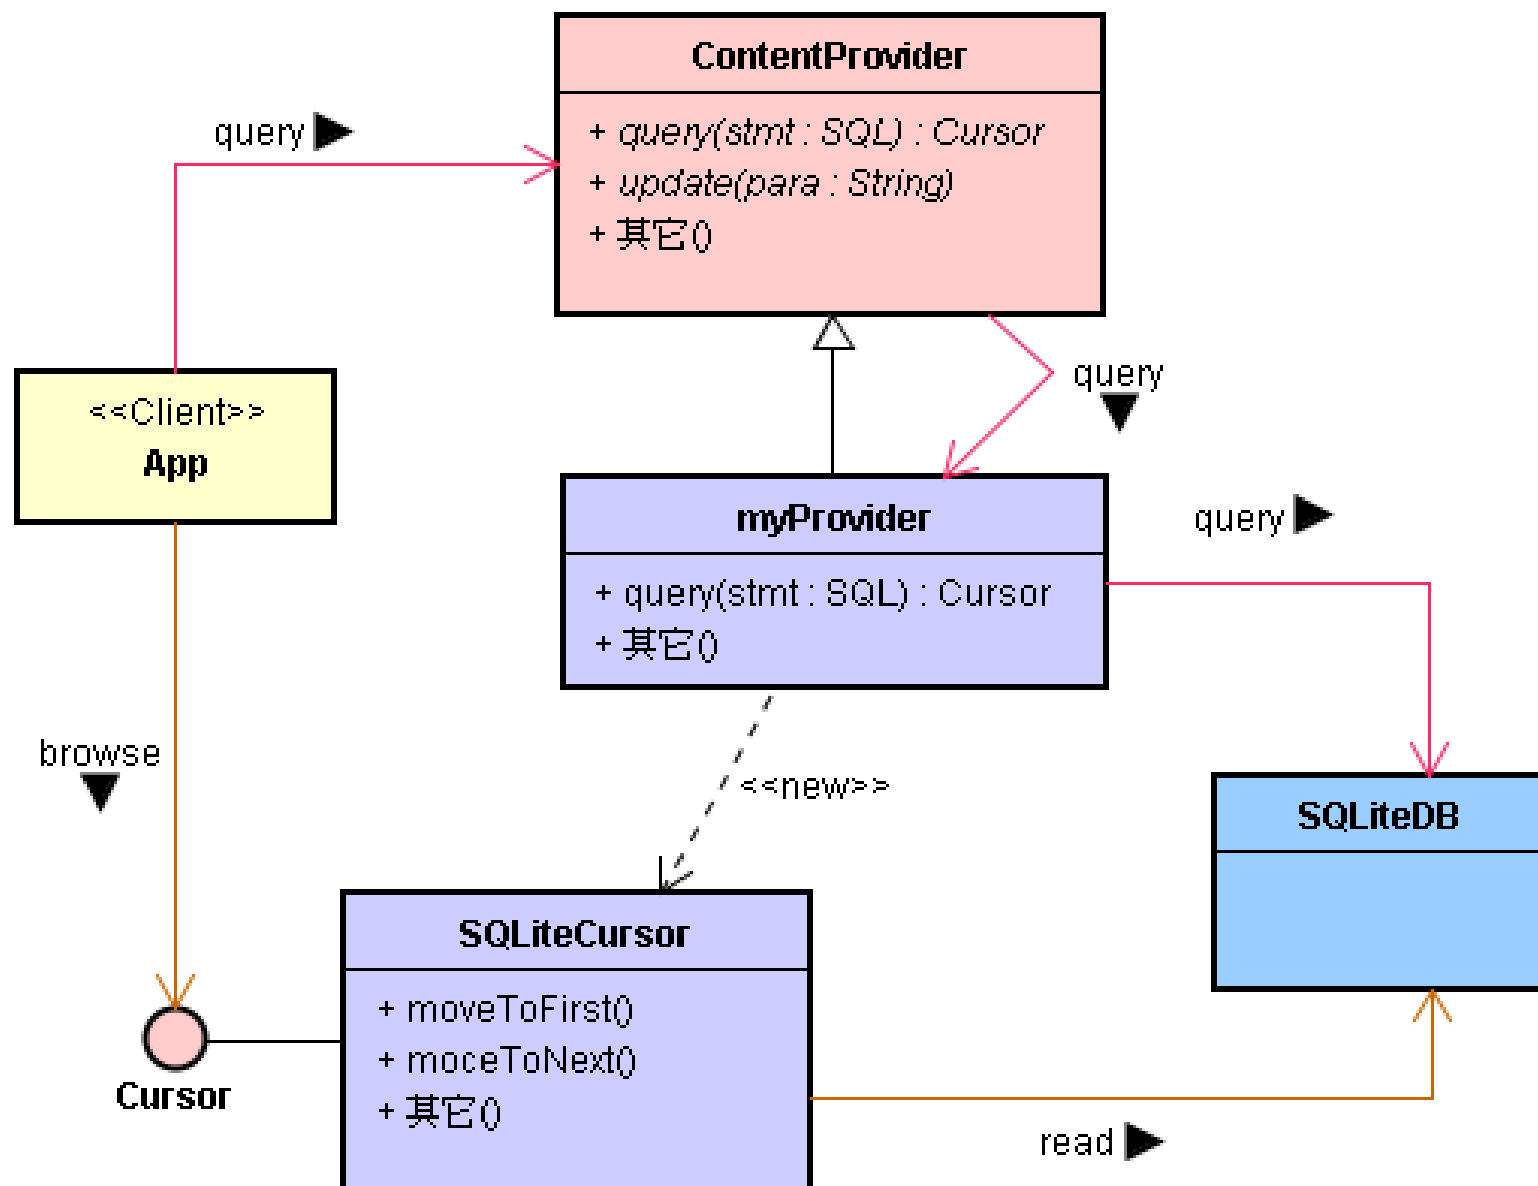 ContentProvider
query ▶
+ query(stmt : SQL) : Cursor
+ update(para : String)
+ 其它()
<<Client>>
App
query
▼
myProvider
query ▶
+ query(stmt : SQL) : Cursor
+ 其它()
browse
▼
<<new>>
SQLiteDB
SQLiteCursor
+ moveToFirst()
+ moceToNext()
+ 其它()
Cursor
read ▶